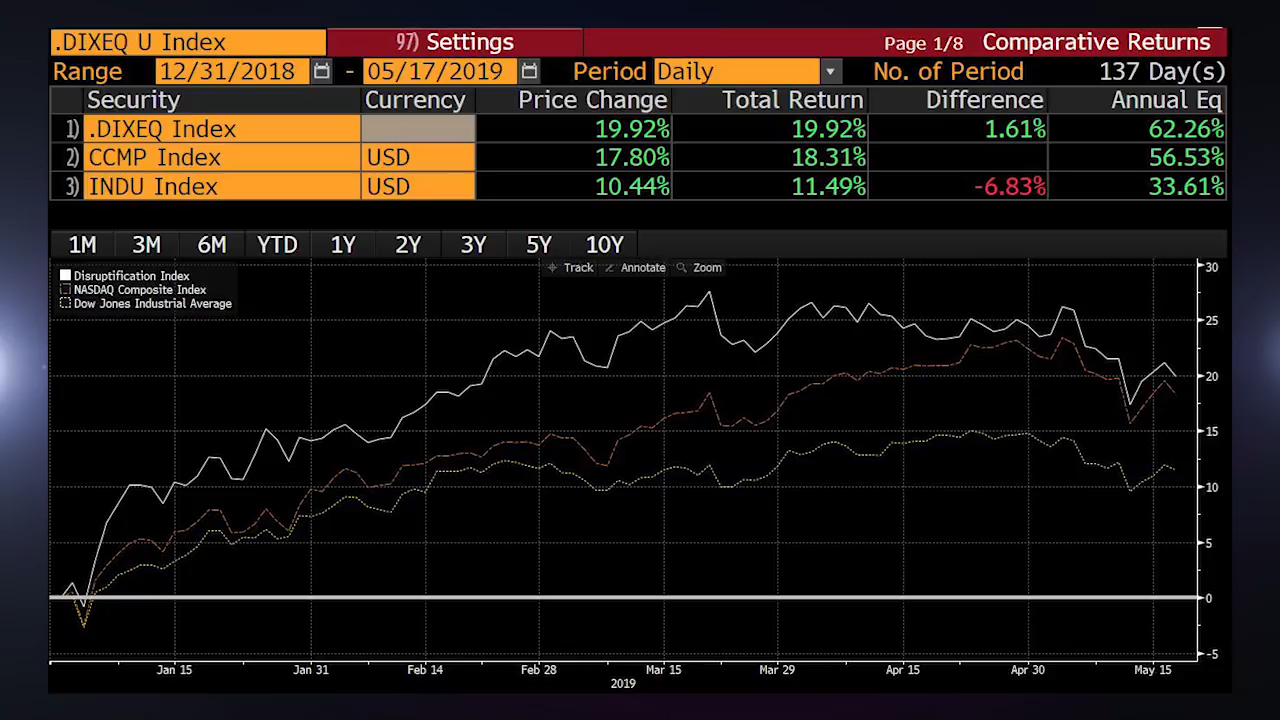 .DIXEQ U Index 97) Settings Page 1/8 Comparative Returns
Range 12/31/2018 - 05/17/2019 Period Daily No. of Period 137 Day(s)
Security Currency Price Change Total Return Difference Annual Eq
1) .DIXEQ Index 19.92% 19.92% 1.61% 62.26%
2) CCMP Index USD 17.80% 18.31% 56.53%
3) INDU Index USD 10.44% 11.49% -6.83% 33.61%
1M 3M 6M YTD 1Y 2Y 3Y 5Y 10Y
Track Annotate Zoom
Disruptification Index
NASDAQ Composite Index
Dow Jones Industrial Average
30
25
20
15
10
5
0
-5
Jan 15 Jan 31 Feb 14 Feb 28 Mar 15 Mar 29 Apr 15 Apr 30 May 15
2019